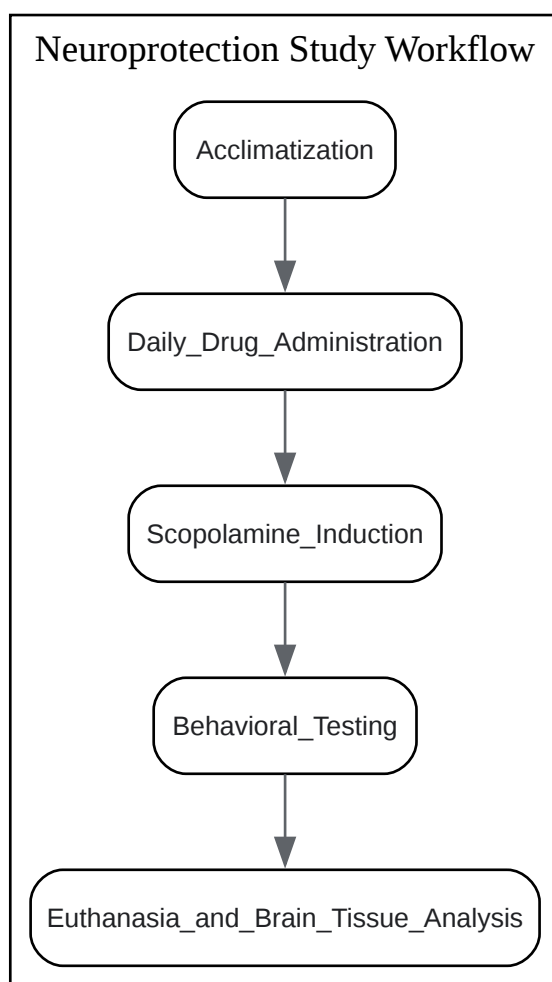 Neuroprotection Study Workflow
Acclimatization
Daily_Drug_Administration
Scopolamine_Induction
Behavioral_Testing
Euthanasia_and_Brain_Tissue_Analysis